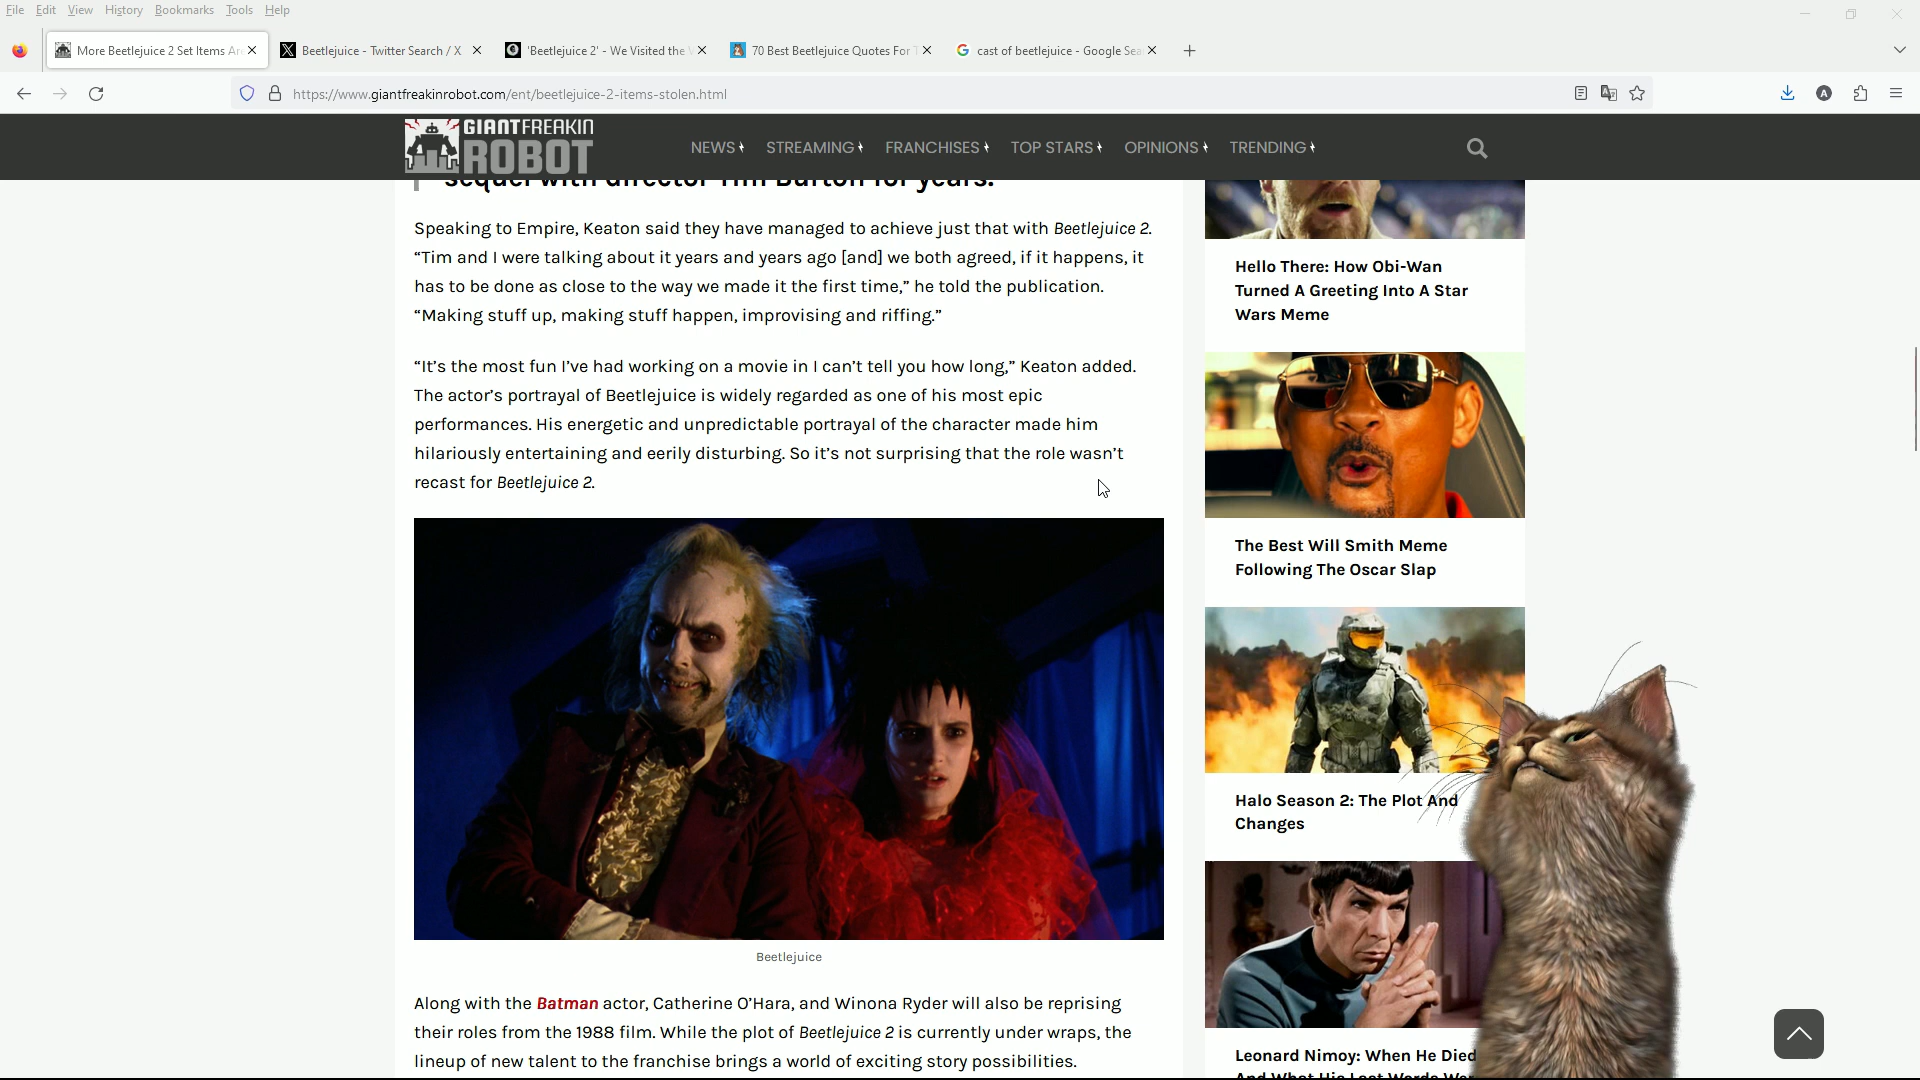 File Edit View History Bookmarks Tools Help
More Beetlejuice 2 Set Items Ar
Beetlejuice - Twitter Search / X
'Beetlejuice 2' - We Visited the
70 Best Beetlejuice Quotes For
cast of beetlejuice - Google Sea
https://www.giantfreakinrobot.com/ent/beetlejuice-2-items-stolen.html
A
GIANT FREAKIN
ROBOT
NEWS STREAMING FRANCHISES TOP STARS OPINIONS TRENDING
sequel with director Tim Burton for years.
Speaking to Empire, Keaton said they have managed to achieve just that with Beetlejuice 2.
“Tim and I were talking about it years and years ago [and] we both agreed, if it happens, it
has to be done as close to the way we made it the first time,” he told the publication.
“Making stuff up, making stuff happen, improvising and riffing.”
“It’s the most fun I’ve had working on a movie in I can’t tell you how long,” Keaton added.
The actor’s portrayal of Beetlejuice is widely regarded as one of his most epic
performances. His energetic and unpredictable portrayal of the character made him
hilariously entertaining and eerily disturbing. So it’s not surprising that the role wasn’t
recast for Beetlejuice 2.
Beetlejuice
Along with the Batman actor, Catherine O’Hara, and Winona Ryder will also be reprising
their roles from the 1988 film. While the plot of Beetlejuice 2 is currently under wraps, the
lineup of new talent to the franchise brings a world of exciting story possibilities.
Hello There: How Obi-Wan
Turned A Greeting Into A Star
Wars Meme
The Best Will Smith Meme
Following The Oscar Slap
Halo Season 2: The Plot And
Changes
Leonard Nimoy: When He Died
And What His Last Words